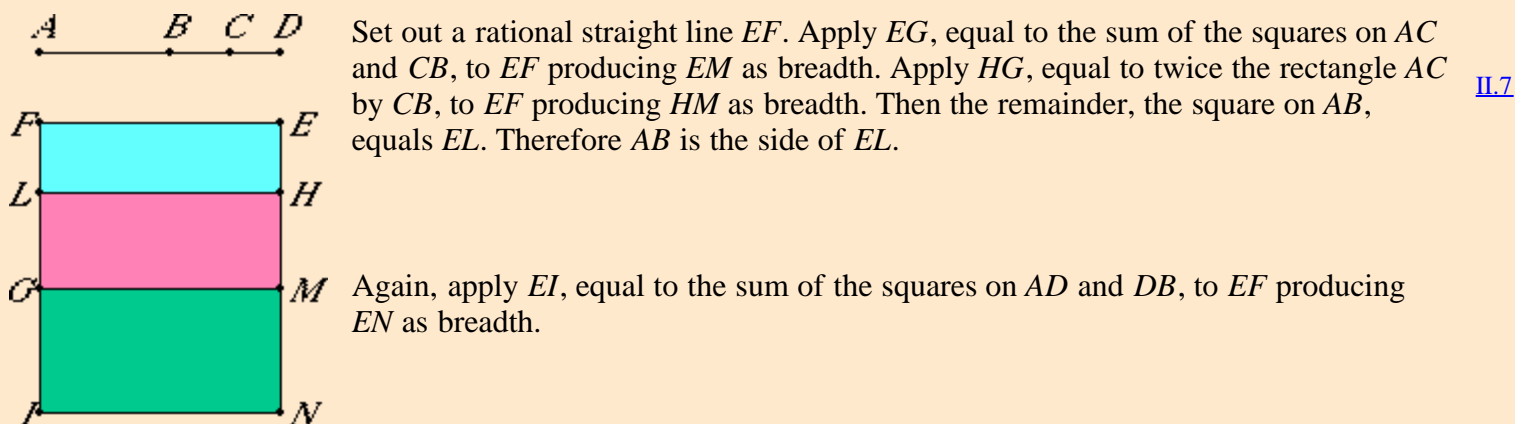 A B C D
Set out a rational straight line EF. Apply EG, equal to the sum of the squares on AC
and CB, to EF producing EM as breadth. Apply HG, equal to twice the rectangle AC
by CB, to EF producing HM as breadth. Then the remainder, the square on AB,
equals EL. Therefore AB is the side of EL.
II.7
F E
L H
G M
Again, apply EI, equal to the sum of the squares on AD and DB, to EF producing
EN as breadth.
I N